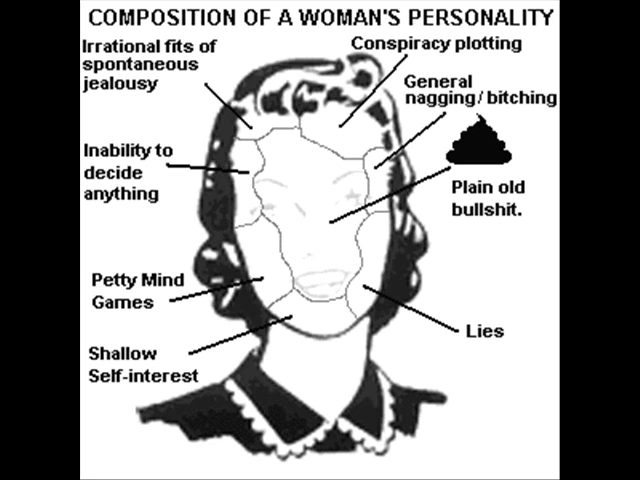 COMPOSITION OF A WOMAN'S PERSONALITY
Irrational fits of
spontaneous
jealousy
Conspiracy plotting
General
nagging/bitching
Inability to
decide
anything
Plain old
bullshit.
Petty Mind
Games
Lies
Shallow
Self-interest